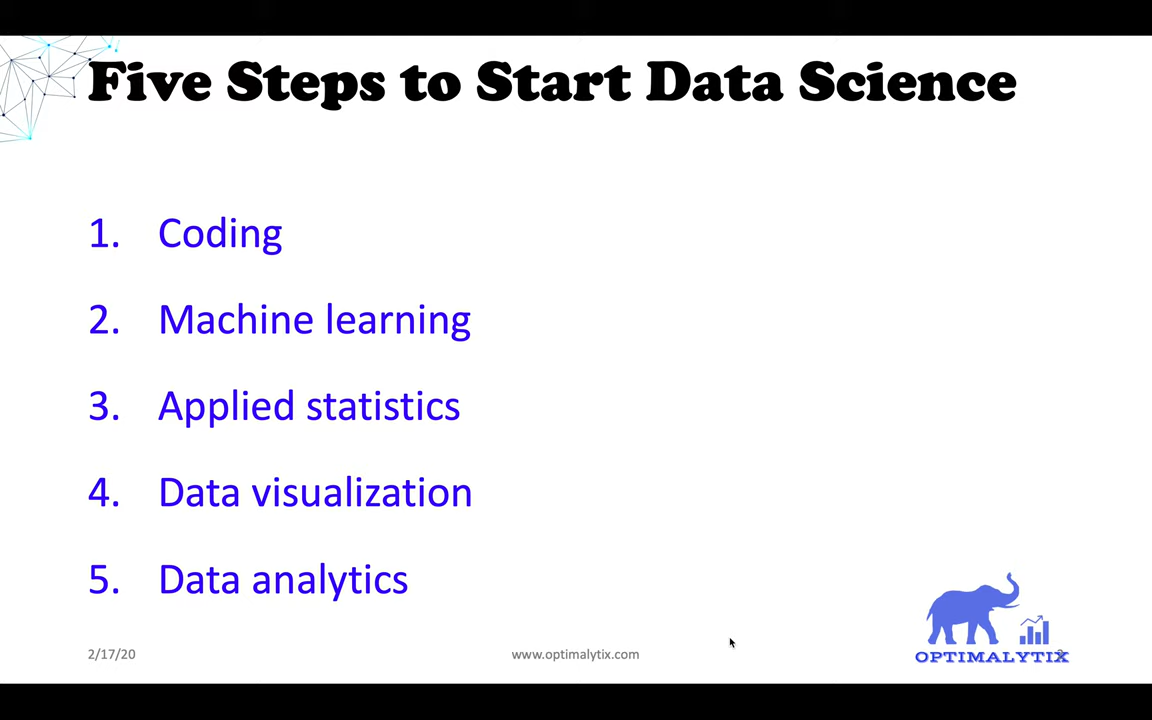 Five Steps to Start Data Science
1. Coding
2. Machine learning
3. Applied statistics
4. Data visualization
5. Data analytics
2/17/20
www.optimalytix.com
OPTIMALYTIX